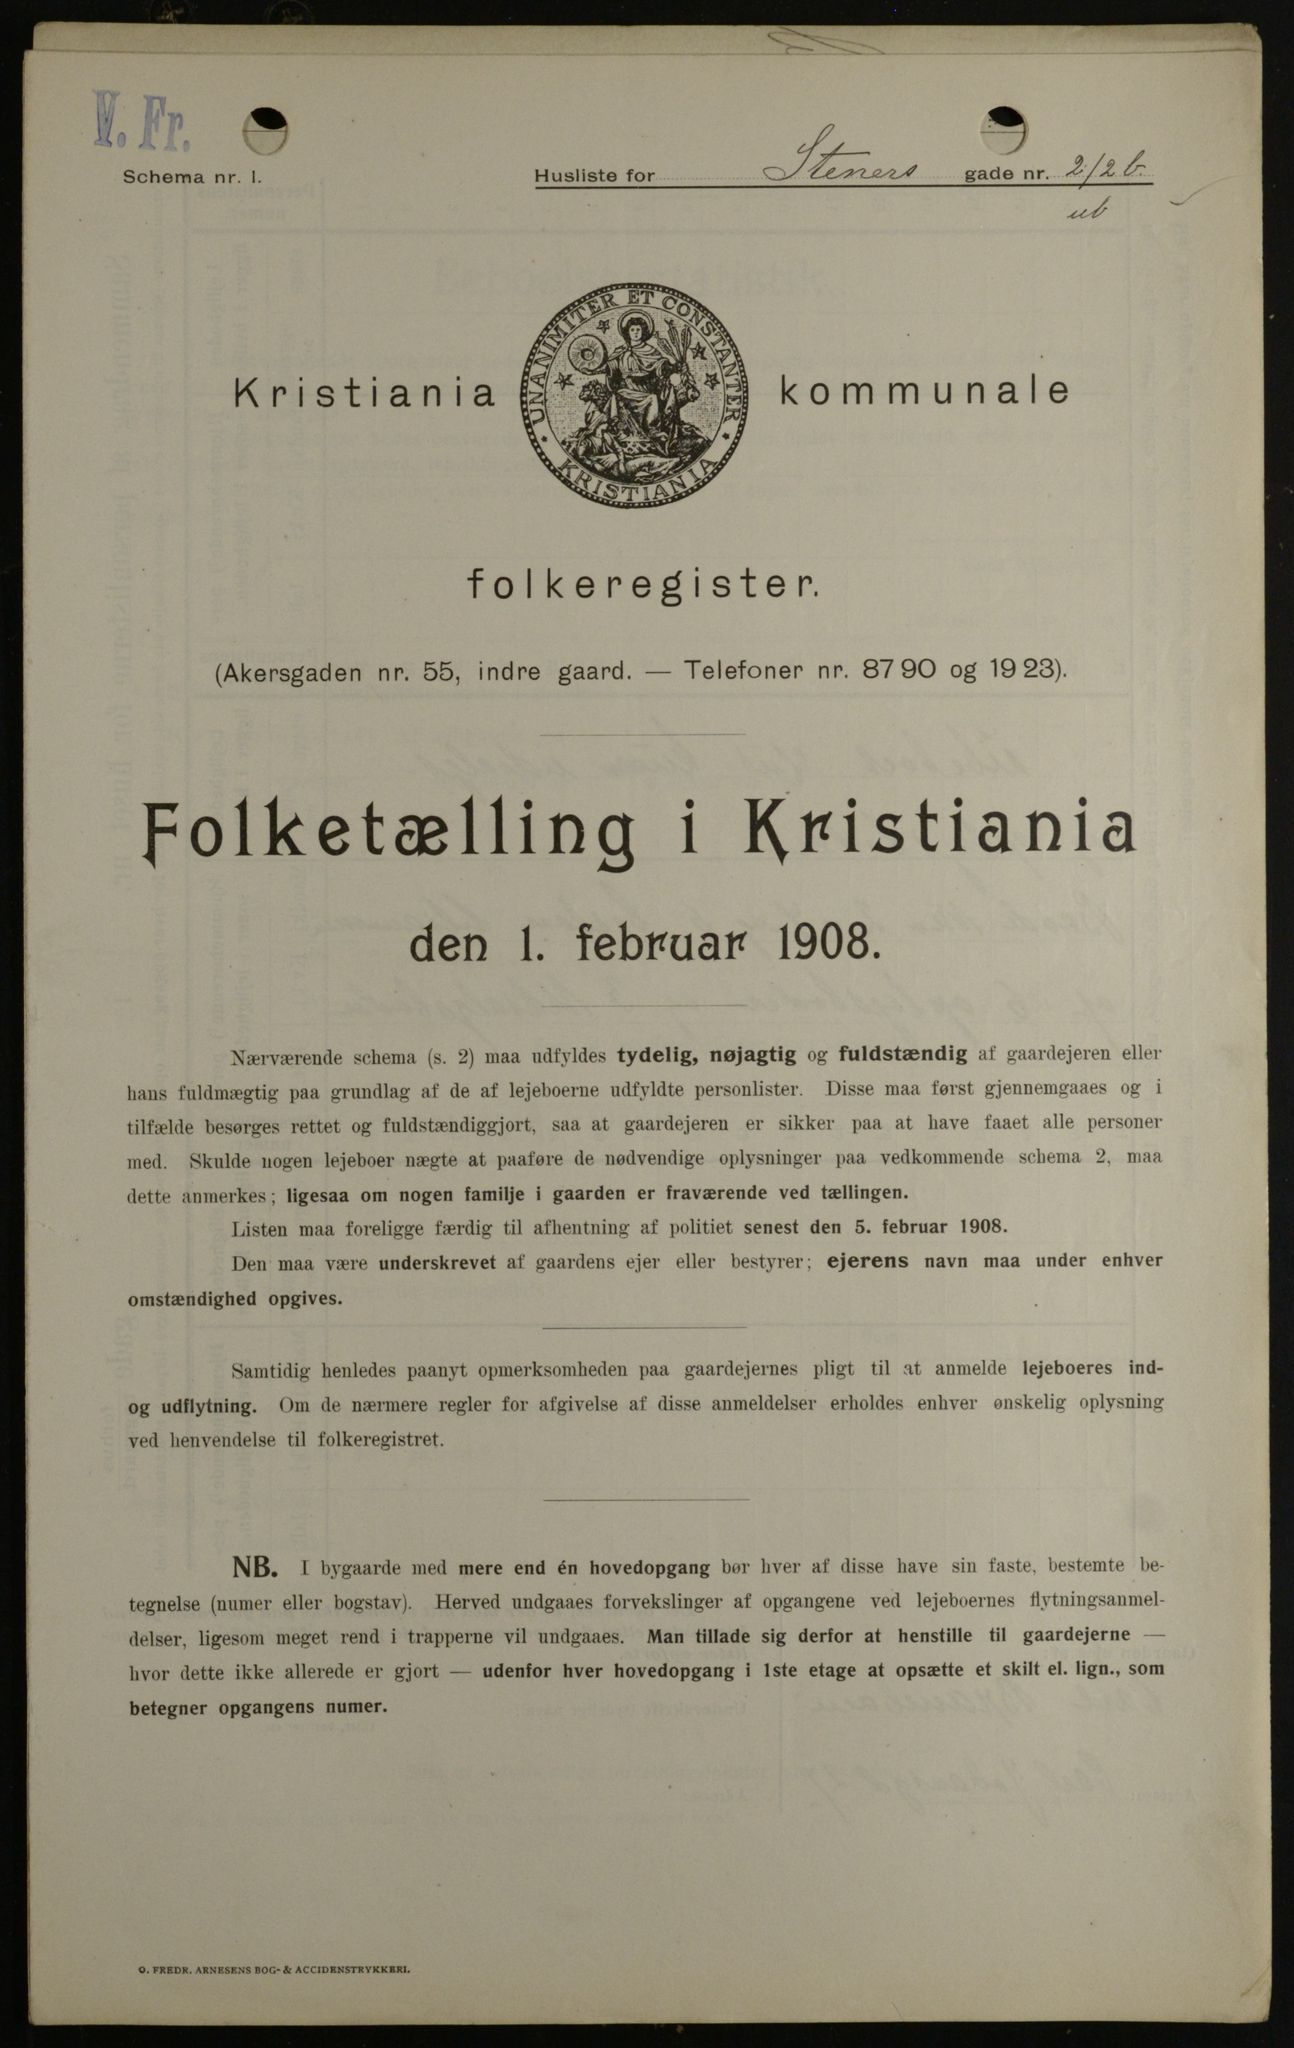 V. Fr.
Schema nr. 1.
Husliste for Steners gade nr. 2/2b
ub
UNANIMITER ET CONSTANTER
KRISTIANIA
Kristiania kommunale
folkeregister.
(Akersgaden nr. 55, indre gaard. — Telefoner nr. 8790 og 1923).
Folketælling i Kristiania
den 1. februar 1908.
Nærværende schema (s. 2) maa udfyldes tydelig, nøjagtig og fuldstændig af gaardejeren eller
hans fuldmægtig paa grundlag af de af lejeboerne udfyldte personlister. Disse maa først gjennemgaaes og i
tilfælde besørges rettet og fuldstændiggjort, saa at gaardejeren er sikker paa at have faaet alle personer
med. Skulde nogen lejeboer nægte at paaføre de nødvendige oplysninger paa vedkommende schema 2, maa
dette anmerkes; ligesaa om nogen familje i gaarden er fraværende ved tællingen.
Listen maa foreligge færdig til afhentning af politiet senest den 5. februar 1908.
Den maa være underskrevet af gaardens ejer eller bestyrer; ejerens navn maa under enhver
omstændighed opgives.
Samtidig henledes paanyt opmerksomheden paa gaardejernes pligt til at anmelde lejeboeres ind-
og udflytning. Om de nærmere regler for afgivelse af disse anmeldelser erholdes enhver ønskelig oplysning
ved henvendelse til folkeregistret.
NB. I bygaarde med mere end én hovedopgang bør hver af disse have sin faste, bestemte be-
tegnelse (numer eller bogstav). Herved undgaaes forvekslinger af opgangene ved lejeboernes flytningsanmel-
delser, ligesom meget rend i trapperne vil undgaaes. Man tillade sig derfor at henstille til gaardejerne —
hvor dette ikke allerede er gjort — udenfor hver hovedopgang i 1ste etage at opsætte et skilt el. lign., som
betegner opgangens numer.
O. FREDR. ARNESENS BOG- & ACCIDENSTRYKKERI.